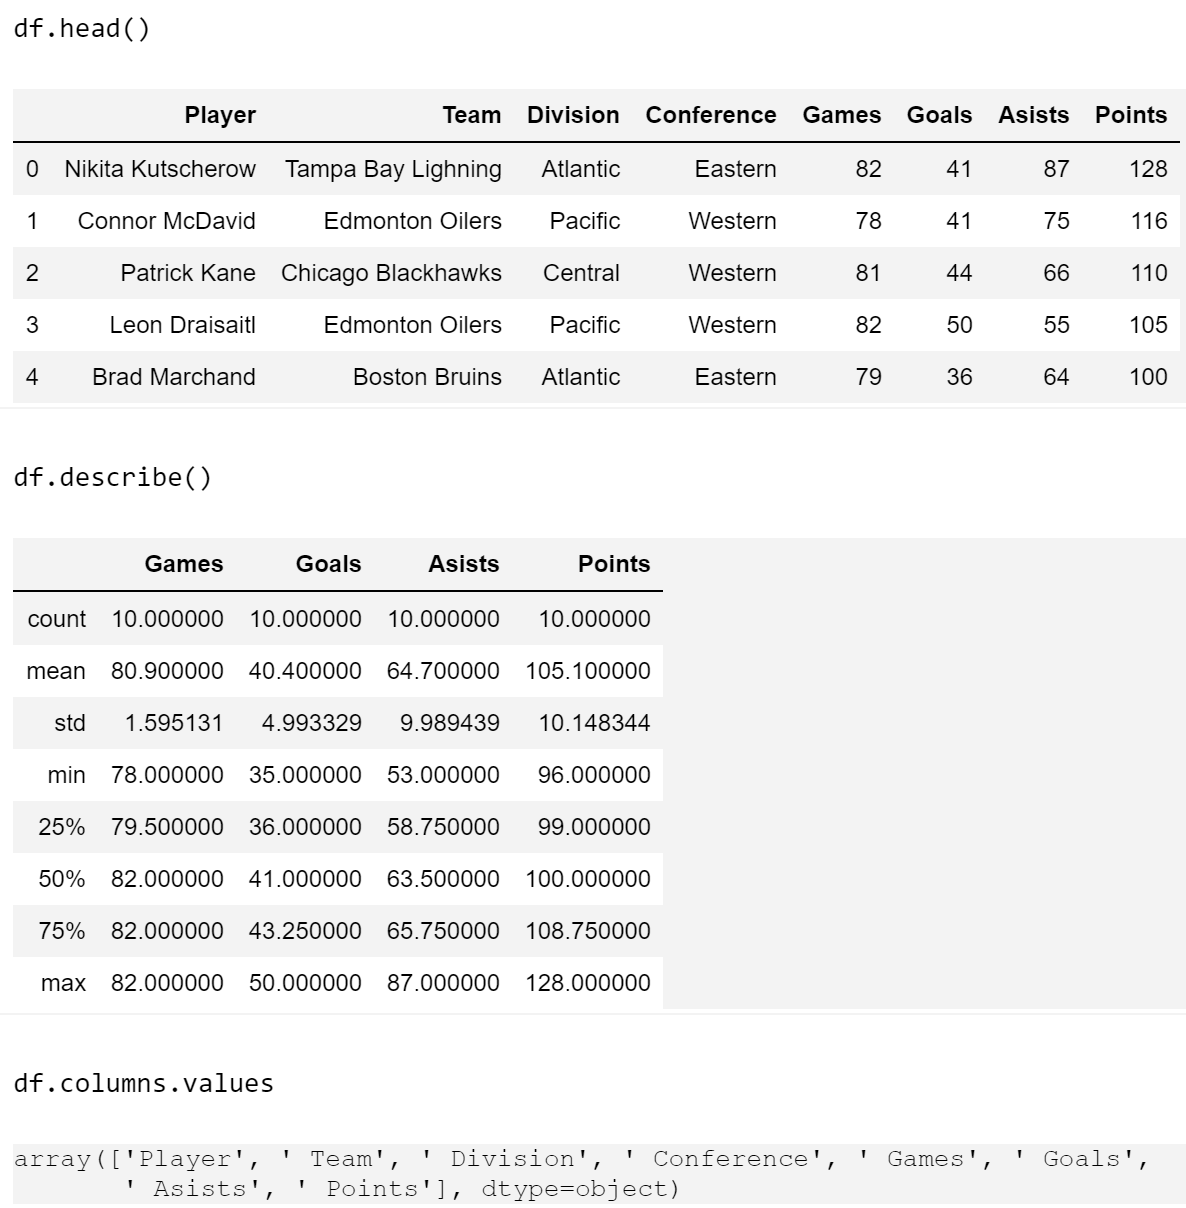 df.head()
Player Team Division Conference Games Goals Asists Points
0 Nikita Kutscherow Tampa Bay Lighning Atlantic Eastern 82 41 87 128
1 Connor McDavid Edmonton Oilers Pacific Western 78 41 75 116
2 Patrick Kane Chicago Blackhawks Central Western 81 44 66 110
3 Leon Draisaitl Edmonton Oilers Pacific Western 82 50 55 105
4 Brad Marchand Boston Bruins Atlantic Eastern 79 36 64 100
df.describe()
Games Goals Asists Points
count 10.000000 10.000000 10.000000 10.000000
mean 80.900000 40.400000 64.700000 105.100000
std 1.595131 4.993329 9.989439 10.148344
min 78.000000 35.000000 53.000000 96.000000
25% 79.500000 36.000000 58.750000 99.000000
50% 82.000000 41.000000 63.500000 100.000000
75% 82.000000 43.250000 65.750000 108.750000
max 82.000000 50.000000 87.000000 128.000000
df.columns.values
array(['Player', ' Team', ' Division', ' Conference', ' Games', ' Goals',
' Asists', ' Points'], dtype=object)